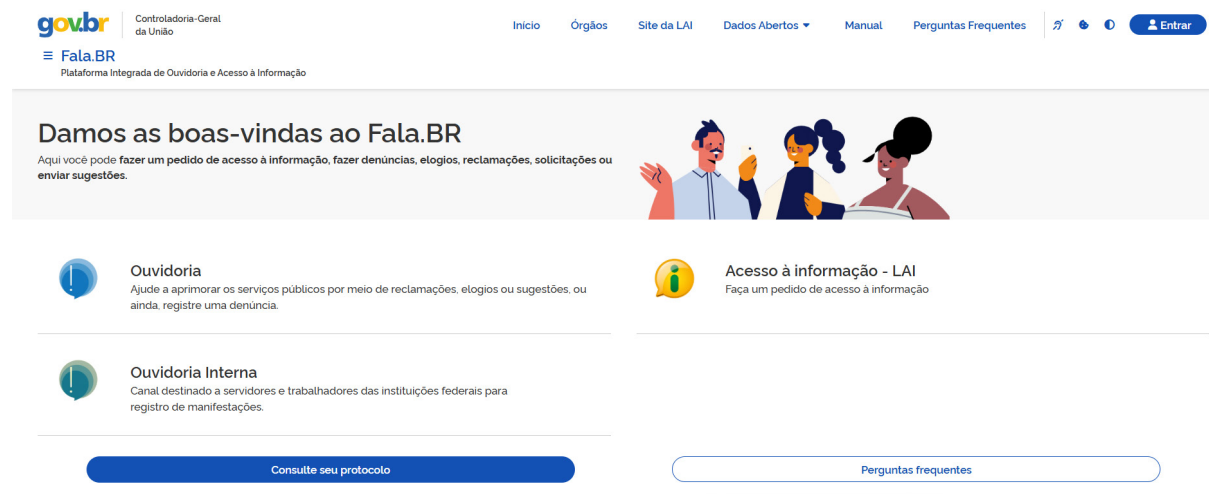 gov.br
Controladoria-Geral
da União
Início Órgãos Site da LAI Dados Abertos Manual Perguntas Frequentes Entrar
Fala.BR
Plataforma Integrada de Ouvidoria e Acesso à Informação
Damos as boas-vindas ao Fala.BR
Aqui você pode fazer um pedido de acesso à informação, fazer denúncias, elogios, reclamações, solicitações ou
enviar sugestões.
Ouvidoria
Ajude a aprimorar os serviços públicos por meio de reclamações, elogios ou sugestões, ou
ainda, registre uma denúncia.
Acesso à informação - LAI
Faça um pedido de acesso à informação
Ouvidoria Interna
Canal destinado a servidores e trabalhadores das instituições federais para
registro de manifestações.
Consulte seu protocolo
Perguntas frequentes